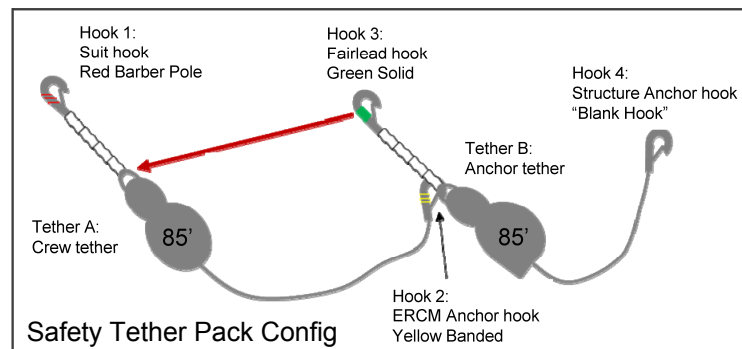 Hook 1:
Suit hook
Red Barber Pole
Hook 3:
Fairlead hook
Green Solid
Hook 4:
Structure Anchor hook
“Blank Hook”
Tether B:
Anchor tether
Tether A:
Crew tether
85’
85’
Hook 2:
ERCM Anchor hook
Yellow Banded
Safety Tether Pack Config